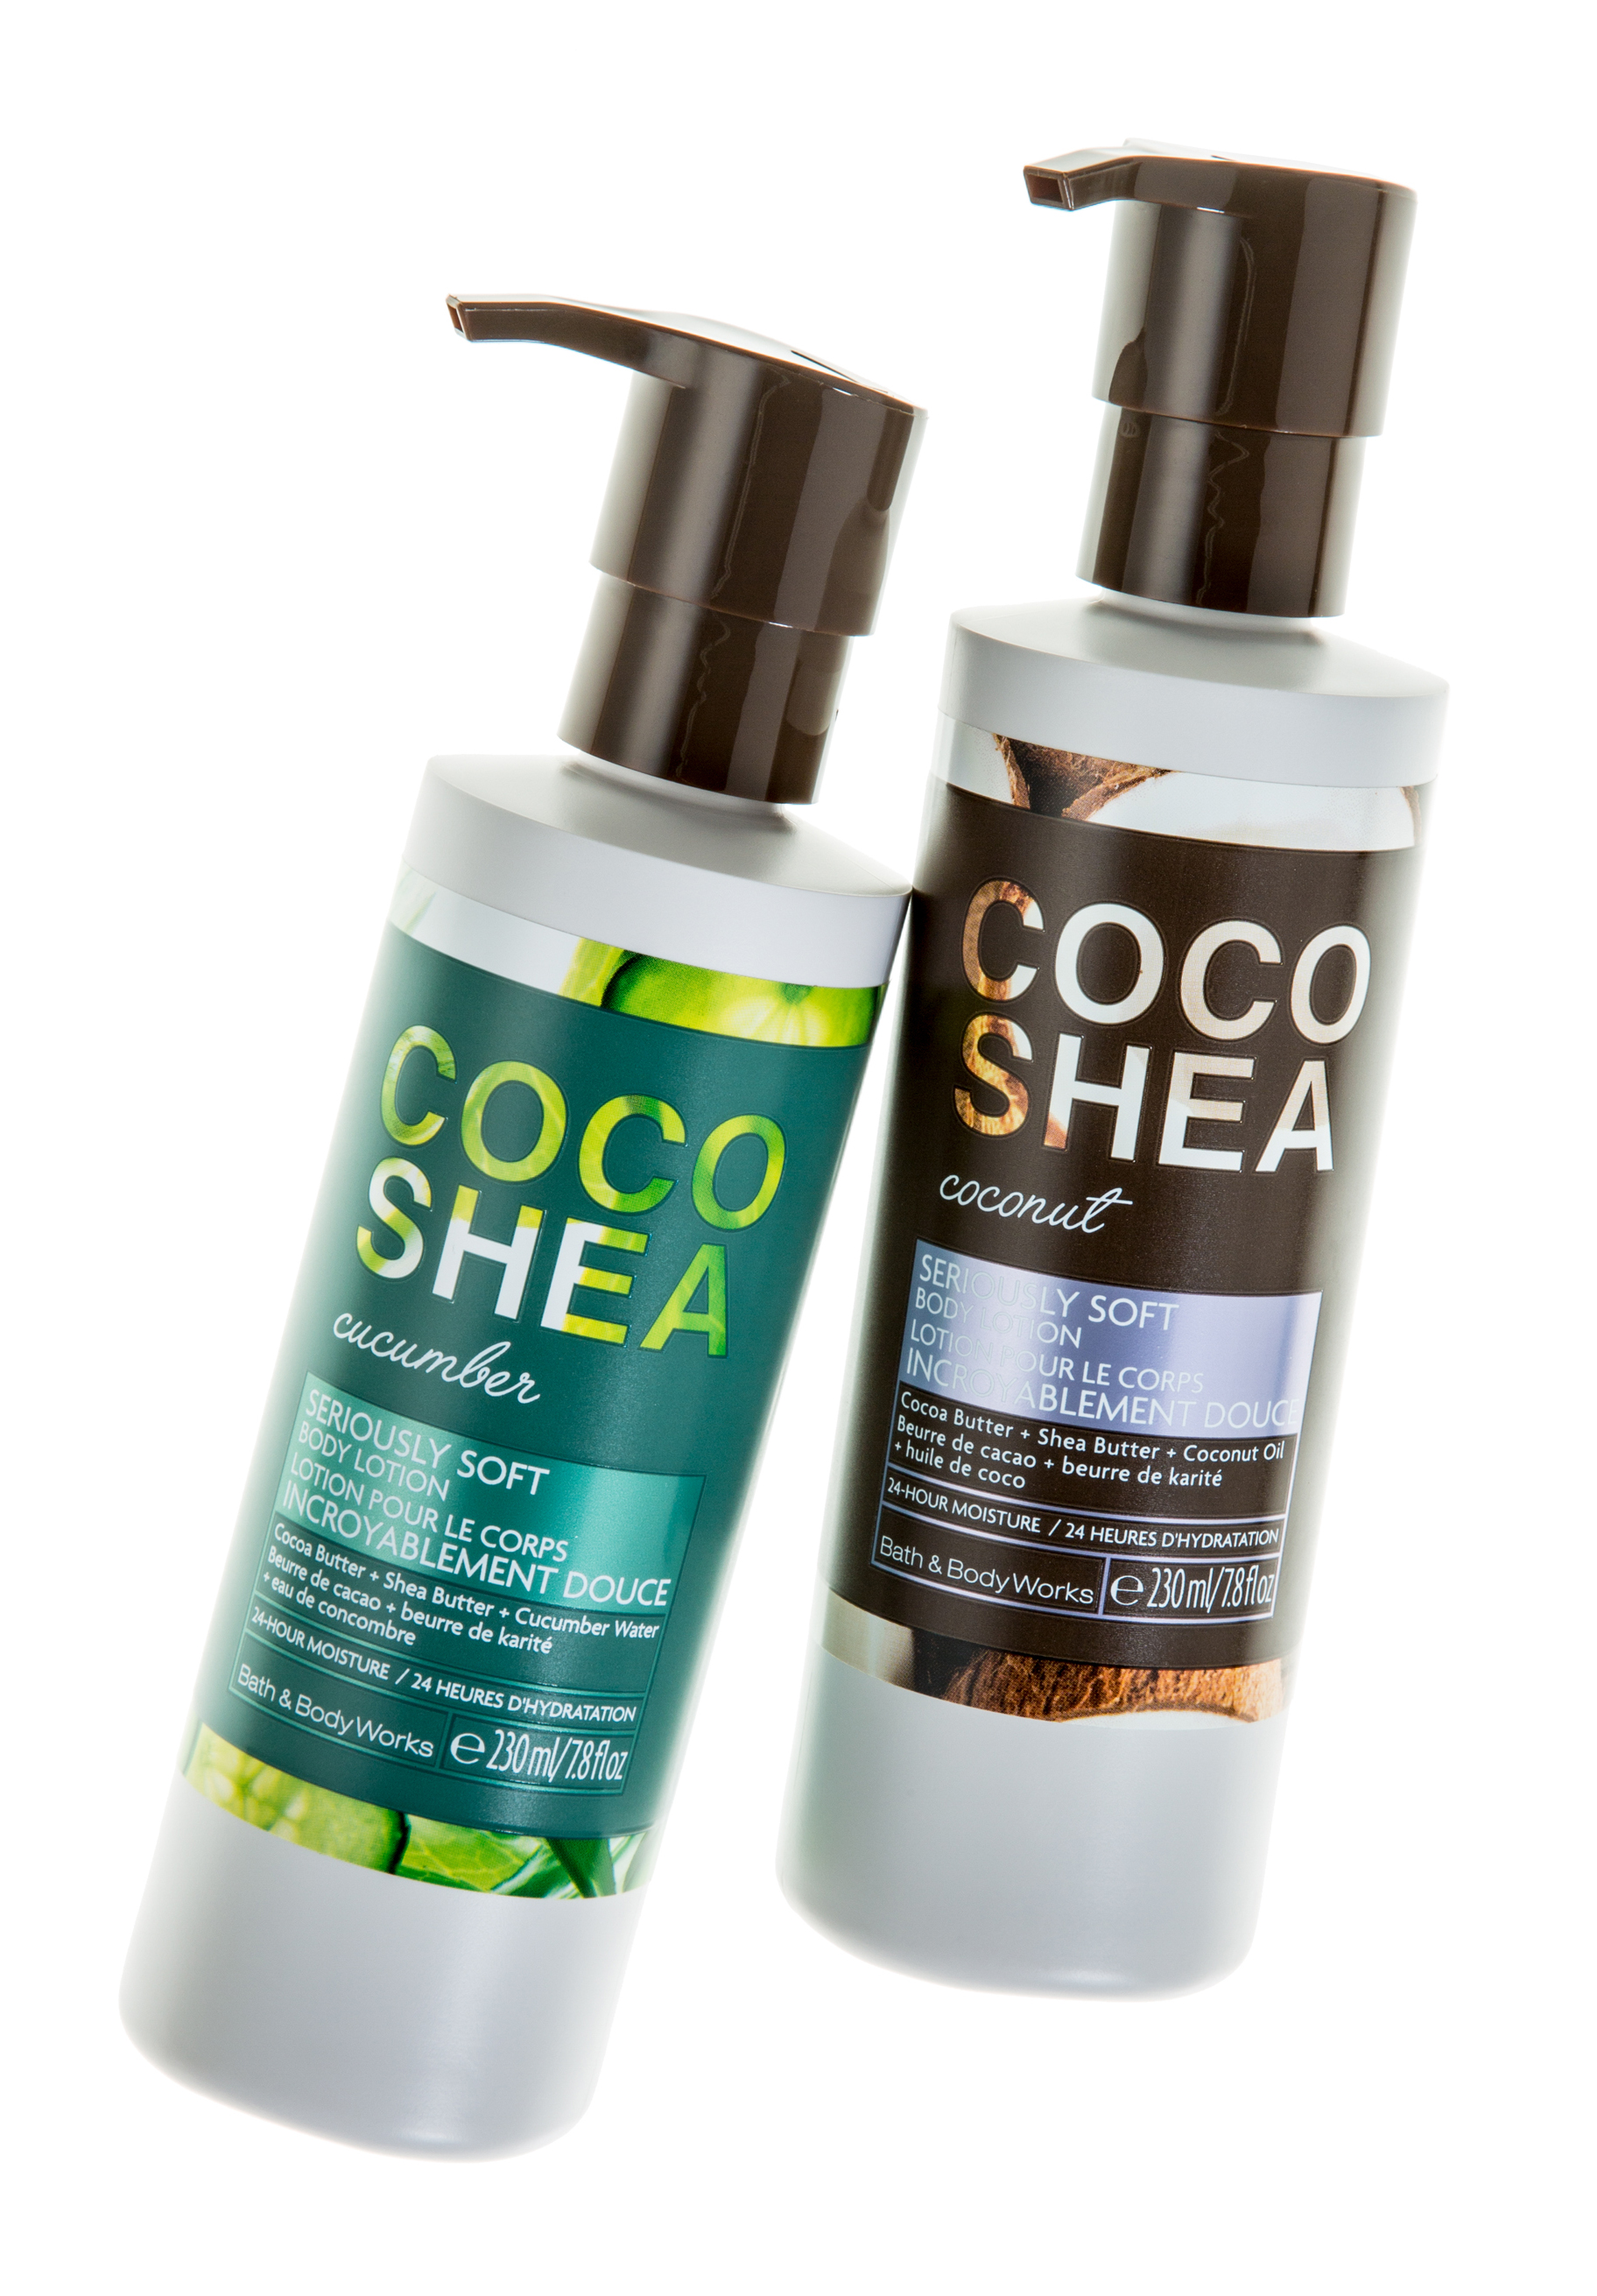 COCO
SHEA
cucumber
SERIOUSLY SOFT
BODY LOTION
LOTION POUR LE CORPS
INCROYABLEMENT DOUCE
Cocoa Butter + Shea Butter + Cucumber Water
Beurre de cacao + beurre de karité
+ eau de concombre
24-HOUR MOISTURE / 24 HEURES D'HYDRATATION
Bath & Body Works
℮ 230 ml/7.8 fl oz
COCO
SHEA
coconut
SERIOUSLY SOFT
BODY LOTION
LOTION POUR LE CORPS
INCROYABLEMENT DOUCE
Cocoa Butter + Shea Butter + Coconut Oil
Beurre de cacao + beurre de karité
+ huile de coco
24-HOUR MOISTURE / 24 HEURES D'HYDRATATION
Bath & Body Works
℮ 230 ml/7.8 fl oz